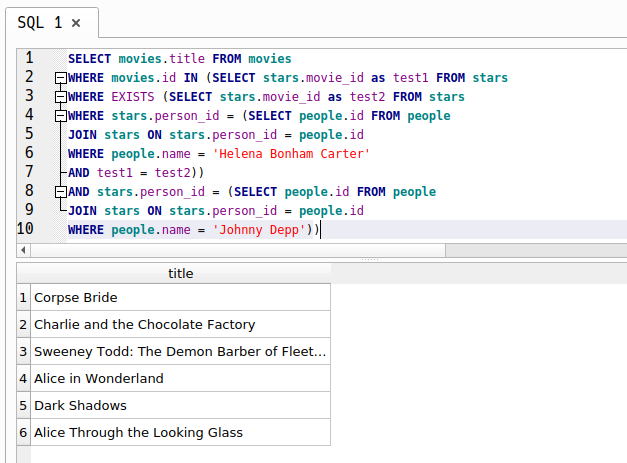 SQL 1
1 SELECT movies.title FROM movies
2 WHERE movies.id IN (SELECT stars.movie_id as test1 FROM stars
3 WHERE EXISTS (SELECT stars.movie_id as test2 FROM stars
4 WHERE stars.person_id = (SELECT people.id FROM people
5 JOIN stars ON stars.person_id = people.id
6 WHERE people.name = 'Helena Bonham Carter'
7 AND test1 = test2))
8 AND stars.person_id = (SELECT people.id FROM people
9 JOIN stars ON stars.person_id = people.id
10 WHERE people.name = 'Johnny Depp'))
title
1 Corpse Bride
2 Charlie and the Chocolate Factory
3 Sweeney Todd: The Demon Barber of Fleet...
4 Alice in Wonderland
5 Dark Shadows
6 Alice Through the Looking Glass